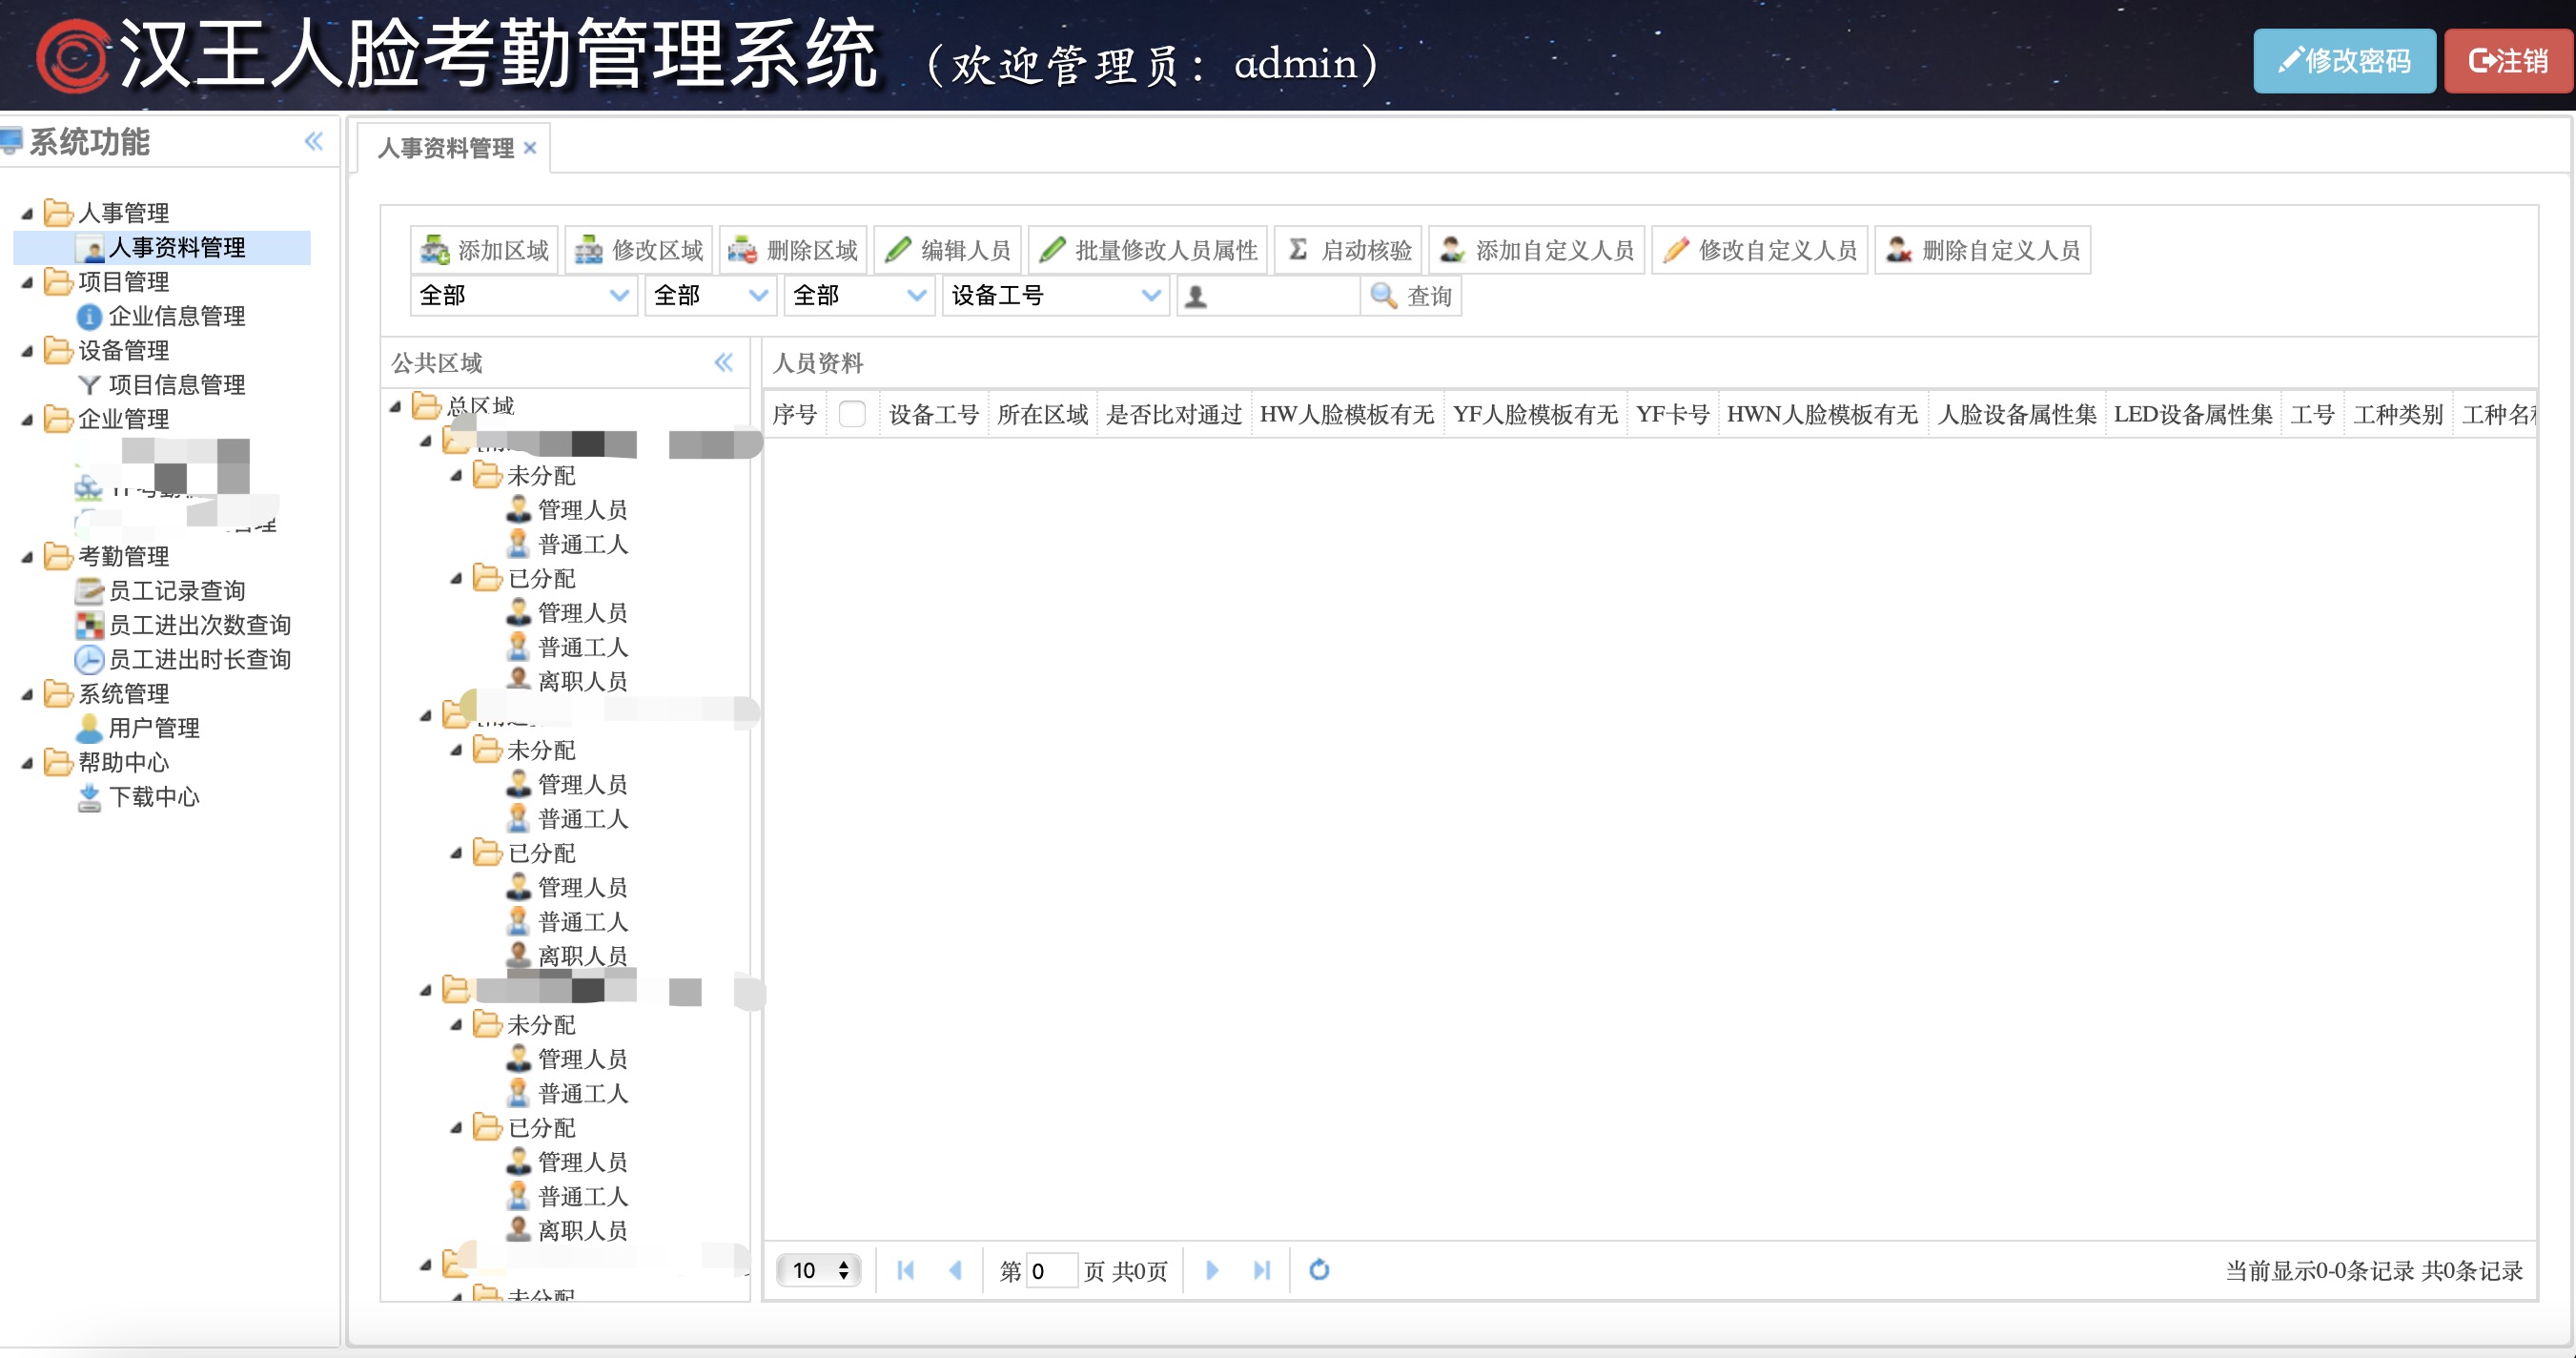 汉王人脸考勤管理系统 (欢迎管理员：admin)
修改密码 注销
系统功能
人事管理
人事资料管理
项目管理
企业信息管理
设备管理
项目信息管理
企业管理
管理
考勤管理
员工记录查询
员工进出次数查询
员工进出时长查询
系统管理
用户管理
帮助中心
下载中心
人事资料管理
添加区域 修改区域 删除区域 编辑人员 批量修改人员属性 启动核验 添加自定义人员 修改自定义人员 删除自定义人员
全部 全部 全部 设备工号 查询
公共区域
总区域
未分配
管理人员
普通工人
已分配
管理人员
普通工人
离职人员
未分配
管理人员
普通工人
已分配
管理人员
普通工人
离职人员
未分配
管理人员
普通工人
已分配
管理人员
普通工人
离职人员
未分配
人员资料
序号 设备工号 所在区域 是否比对通过 HW人脸模板有无 YF人脸模板有无 YF卡号 HWN人脸模板有无 人脸设备属性集 LED设备属性集 工号 工种类别 工种名
10 第 0 页 共0页 当前显示0-0条记录 共0条记录